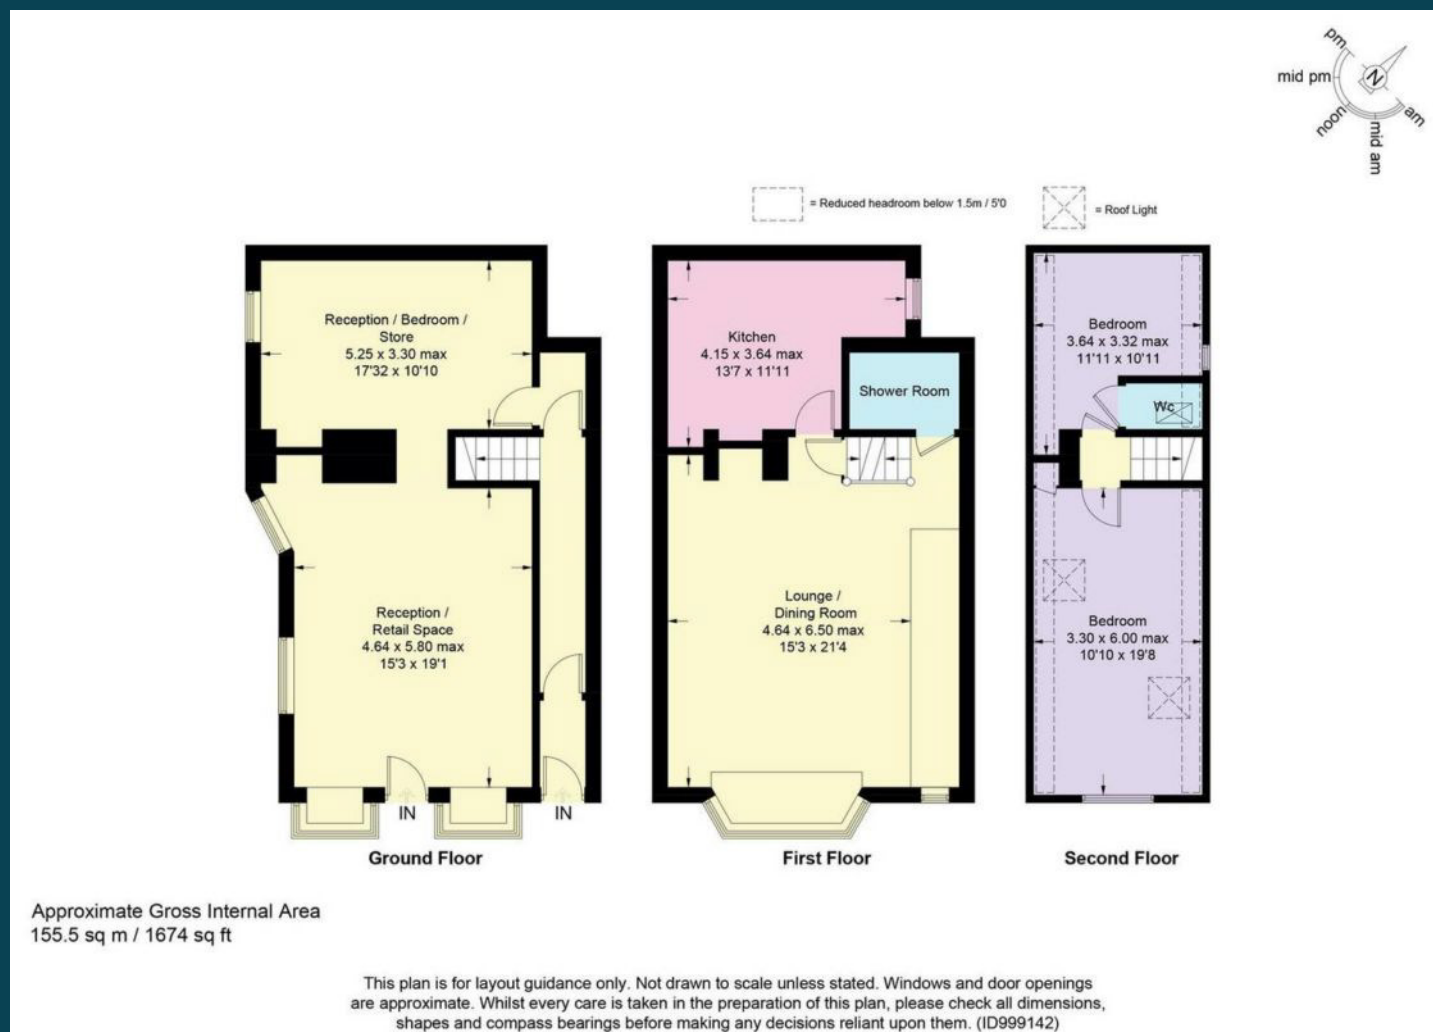 pm
mid pm
N
noon
mid am
am
= Reduced headroom below 1.5m / 5'0
= Roof Light
Reception / Bedroom /
Store
5.25 x 3.30 max
17'32 x 10'10
Reception /
Retail Space
4.64 x 5.80 max
15'3 x 19'1
IN
IN
Ground Floor
Kitchen
4.15 x 3.64 max
13'7 x 11'11
Shower Room
Lounge /
Dining Room
4.64 x 6.50 max
15'3 x 21'4
First Floor
Bedroom
3.64 x 3.32 max
11'11 x 10'11
Wc
Bedroom
3.30 x 6.00 max
10'10 x 19'8
Second Floor
Approximate Gross Internal Area
155.5 sq m / 1674 sq ft
This plan is for layout guidance only. Not drawn to scale unless stated. Windows and door openings
are approximate. Whilst every care is taken in the preparation of this plan, please check all dimensions,
shapes and compass bearings before making any decisions reliant upon them. (ID999142)